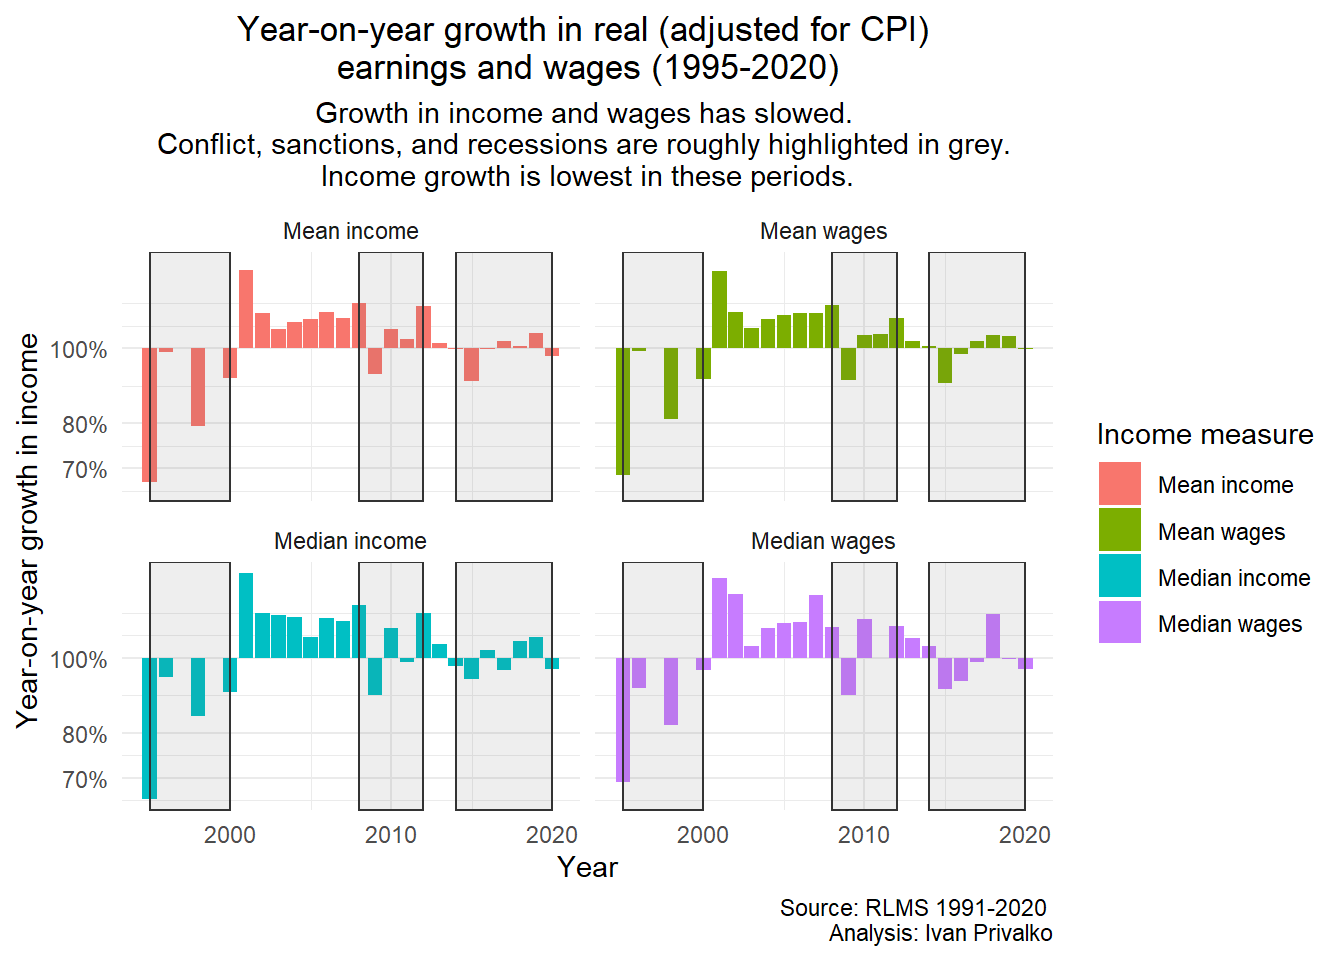 Year-on-year growth in real (adjusted for CPI)
earnings and wages (1995-2020)
Growth in income and wages has slowed.
Conflict, sanctions, and recessions are roughly highlighted in grey.
Income growth is lowest in these periods.
Mean income
Mean wages
100%
80%
70%
Median income
Median wages
100%
80%
70%
2000
2010
2020
2000
2010
2020
Year
Year-on-year growth in income
Income measure
Mean income
Mean wages
Median income
Median wages
Source: RLMS 1991-2020
Analysis: Ivan Privalko